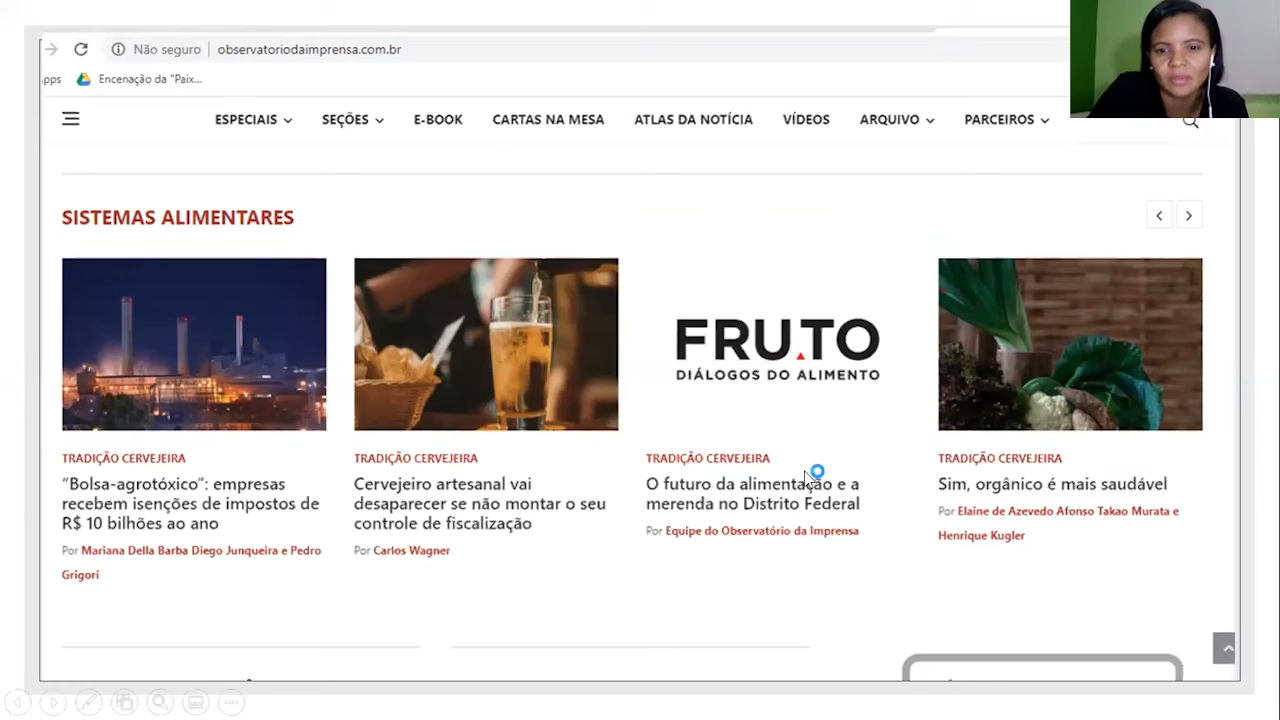 Não seguro | observatoriodaimprensa.com.br
apps Encenação da "Paix...
ESPECIAIS SEÇÕES E-BOOK CARTAS NA MESA ATLAS DA NOTÍCIA VÍDEOS ARQUIVO PARCEIROS
SISTEMAS ALIMENTARES
FRU.TO
DIÁLOGOS DO ALIMENTO
TRADIÇÃO CERVEJEIRA
“Bolsa-agrotóxico”: empresas
recebem isenções de impostos de
R$ 10 bilhões ao ano
Por Mariana Della Barba Diego Junqueira e Pedro
Grigori
TRADIÇÃO CERVEJEIRA
Cervejeiro artesanal vai
desaparecer se não montar o seu
controle de fiscalização
Por Carlos Wagner
TRADIÇÃO CERVEJEIRA
O futuro da alimentação e a
merenda no Distrito Federal
Por Equipe do Observatório da Imprensa
TRADIÇÃO CERVEJEIRA
Sim, orgânico é mais saudável
Por Elaine de Azevedo Afonso Takao Murata e
Henrique Kugler